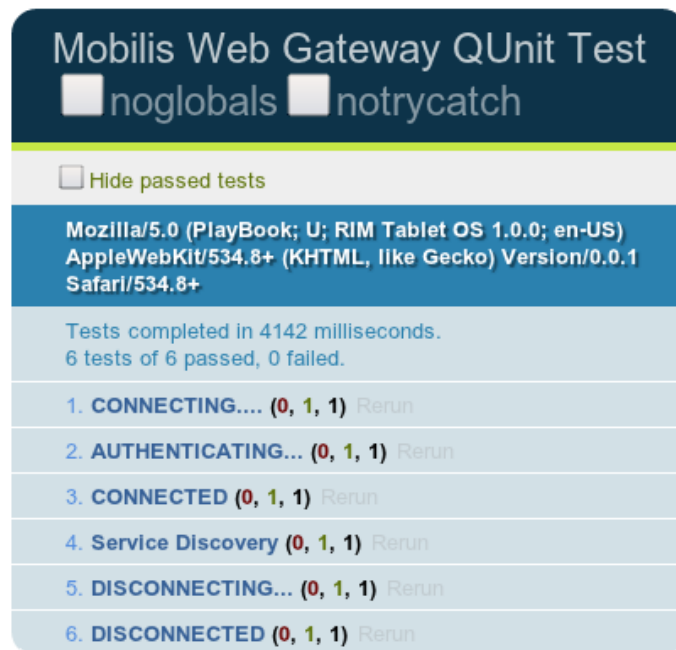 Mobilis Web Gateway QUnit Test
noglobals notrycatch
Hide passed tests
Mozilla/5.0 (PlayBook; U; RIM Tablet OS 1.0.0; en-US)
AppleWebKit/534.8+ (KHTML, like Gecko) Version/0.0.1
Safari/534.8+
Tests completed in 4142 milliseconds.
6 tests of 6 passed, 0 failed.
1. CONNECTING.... (0, 1, 1) Rerun
2. AUTHENTICATING... (0, 1, 1) Rerun
3. CONNECTED (0, 1, 1) Rerun
4. Service Discovery (0, 1, 1) Rerun
5. DISCONNECTING... (0, 1, 1) Rerun
6. DISCONNECTED (0, 1, 1) Rerun